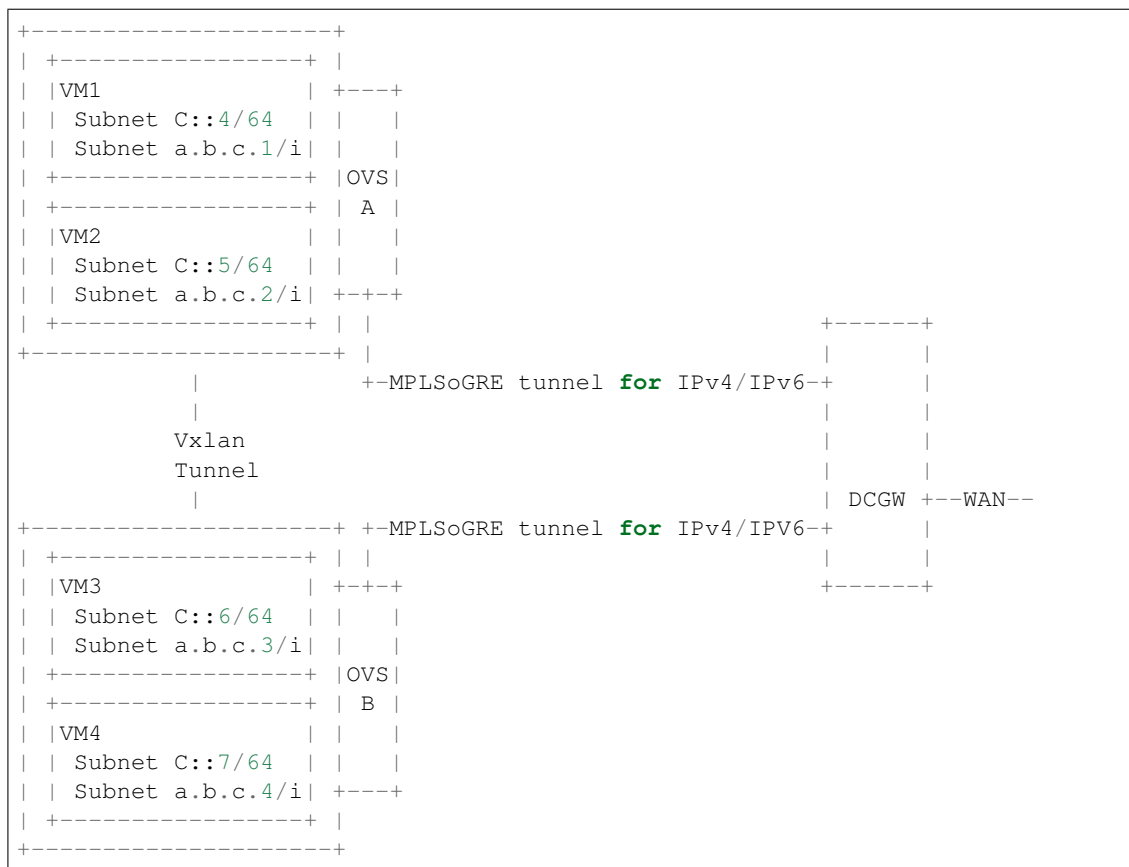 +---------------------+
| +-----------------+ |
| |VM1              | +---+
| | Subnet C::4/64  | |   |
| | Subnet a.b.c.1/i| |   |
| +-----------------+ |OVS|
| +-----------------+ | A |
| |VM2              | |   |
| | Subnet C::5/64  | |   |
| | Subnet a.b.c.2/i| +-+-+
| +-----------------+ | |                             +------+
+---------------------+ |                             |      |
           |            +-MPLSoGRE tunnel for IPv4/IPv6-+      |
           |                                          |      |
          Vxlan                                       |      |
          Tunnel                                      |      |
           |                                          | DCGW +--WAN--
+---------------------+ +-MPLSoGRE tunnel for IPv4/IPV6-+      |
| +-----------------+ | |                             |      |
| |VM3              | +-+-+                           +------+
| | Subnet C::6/64  | |   |
| | Subnet a.b.c.3/i| |   |
| +-----------------+ |OVS|
| +-----------------+ | B |
| |VM4              | |   |
| | Subnet C::7/64  | |   |
| | Subnet a.b.c.4/i| +---+
| +-----------------+ |
+---------------------+